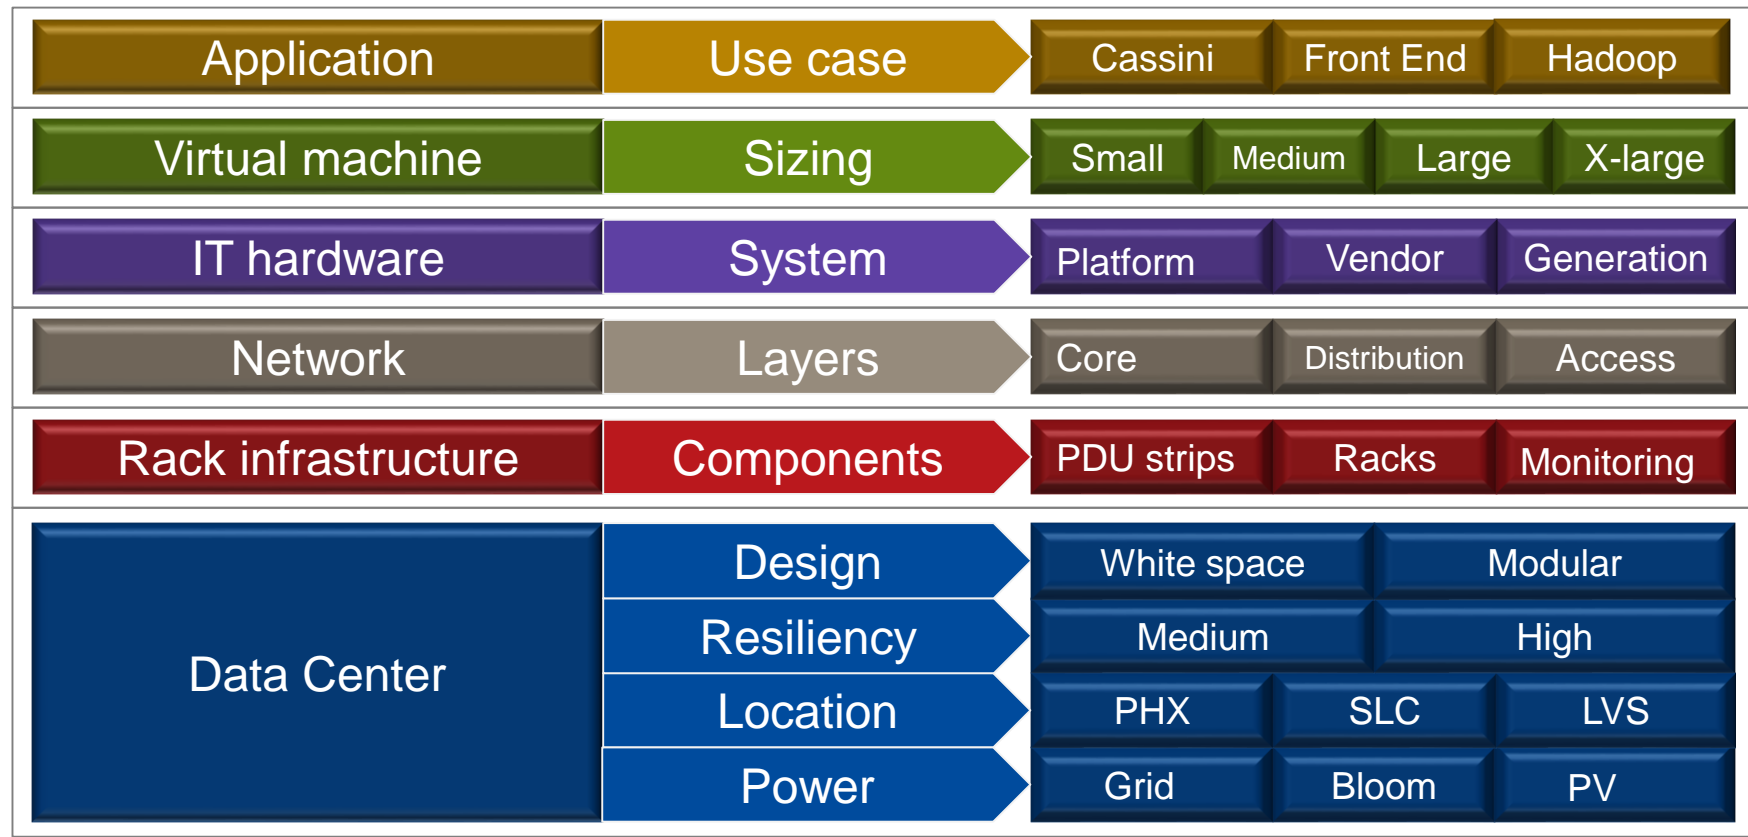 Application Use case Cassini Front End Hadoop
Virtual machine Sizing Small Medium Large X-large
IT hardware System Platform Vendor Generation
Network Layers Core Distribution Access
Rack infrastructure Components PDU strips Racks Monitoring
Data Center
Design White space Modular
Resiliency Medium High
Location PHX SLC LVS
Power Grid Bloom PV